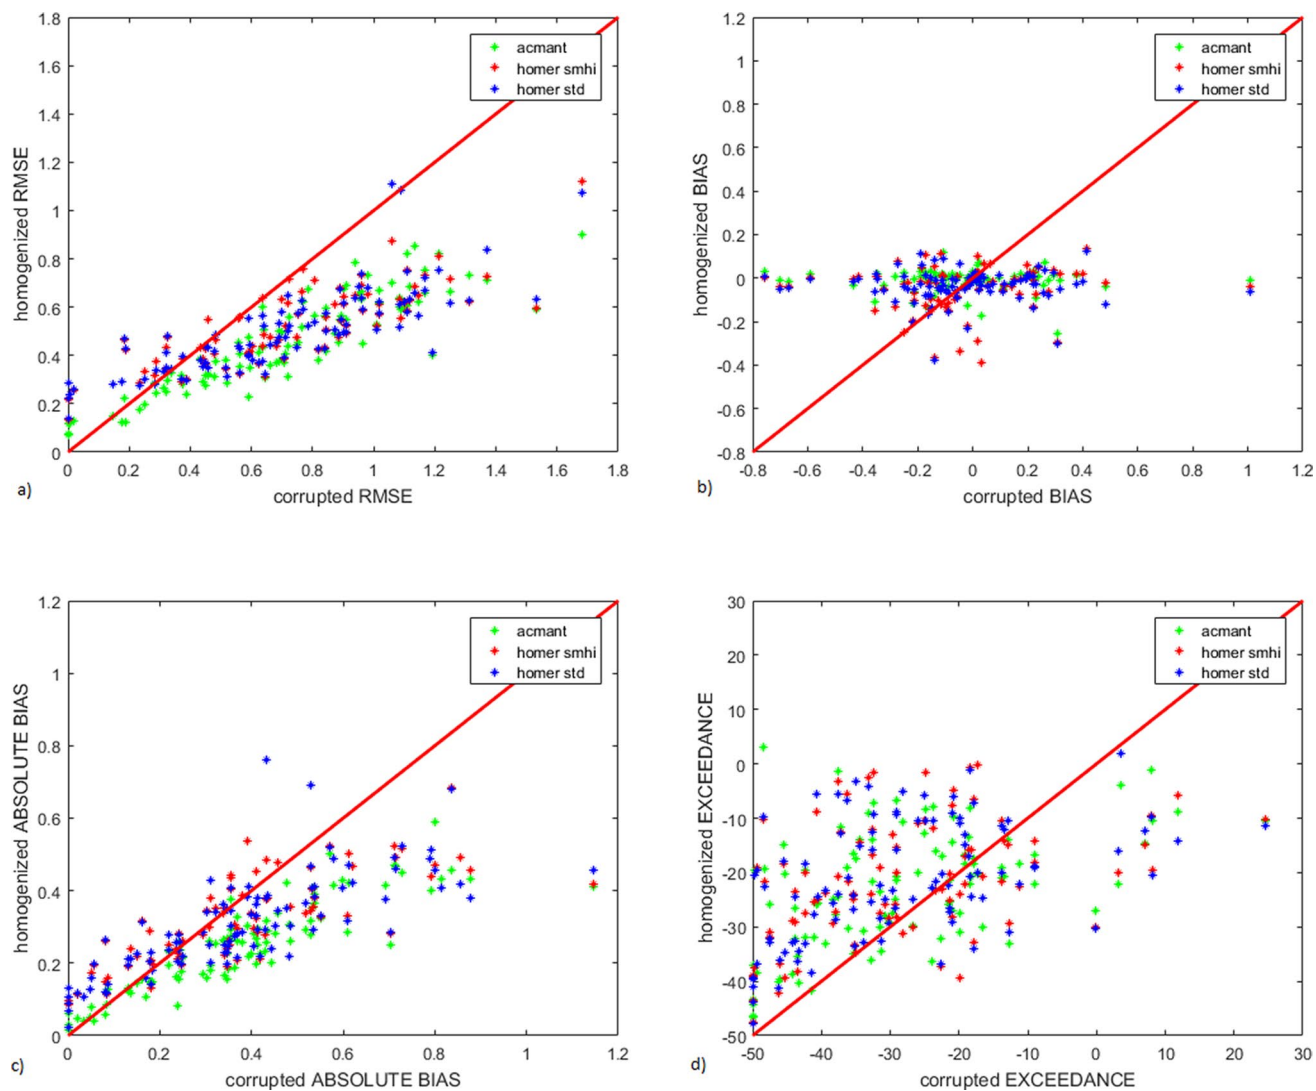 1.8
1.6
1.4
1.2
1
0.8
0.6
0.4
0.2
0
homogenized RMSE
acmant
homer smhi
homer std
0 0.2 0.4 0.6 0.8 1 1.2 1.4 1.6 1.8
corrupted RMSE
a)
1.2
1
0.8
0.6
0.4
0.2
0
-0.2
-0.4
-0.6
-0.8
homogenized BIAS
acmant
homer smhi
homer std
-0.8 -0.6 -0.4 -0.2 0 0.2 0.4 0.6 0.8 1 1.2
corrupted BIAS
b)
1.2
1
0.8
0.6
0.4
0.2
0
homogenized ABSOLUTE BIAS
acmant
homer smhi
homer std
0 0.2 0.4 0.6 0.8 1 1.2
corrupted ABSOLUTE BIAS
c)
30
20
10
0
-10
-20
-30
-40
-50
homogenized EXCEEDANCE
acmant
homer smhi
homer std
-50 -40 -30 -20 -10 0 10 20 30
corrupted EXCEEDANCE
d)